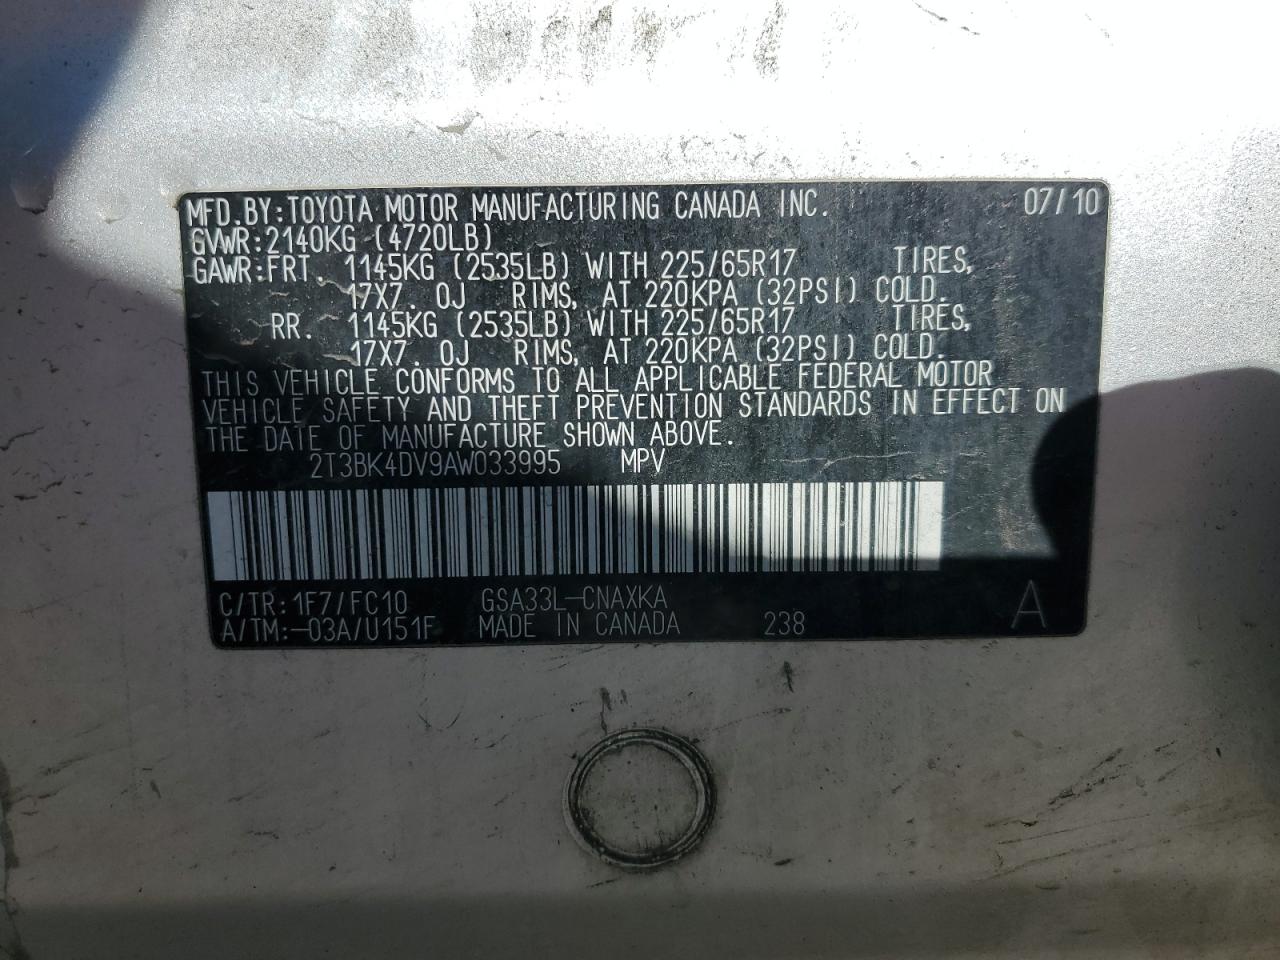 MFD.BY:TOYOTA MOTOR MANUFACTURING CANADA INC. 07/10
GVWR:2140KG (4720LB)
GAWR:FRT. 1145KG (2535LB) WITH 225/65R17 TIRES,
17X7.0J RIMS, AT 220KPA (32PSI) COLD.
RR. 1145KG (2535LB) WITH 225/65R17 TIRES,
17X7.0J RIMS, AT 220KPA (32PSI) COLD.
THIS VEHICLE CONFORMS TO ALL APPLICABLE FEDERAL MOTOR
VEHICLE SAFETY AND THEFT PREVENTION STANDARDS IN EFFECT ON
THE DATE OF MANUFACTURE SHOWN ABOVE.
2T3BK4DV9AW033995 MPV
C/TR:1F7/FC10 GSA33L-CNAXKA
A/TM:-03A/U151F MADE IN CANADA 238 A